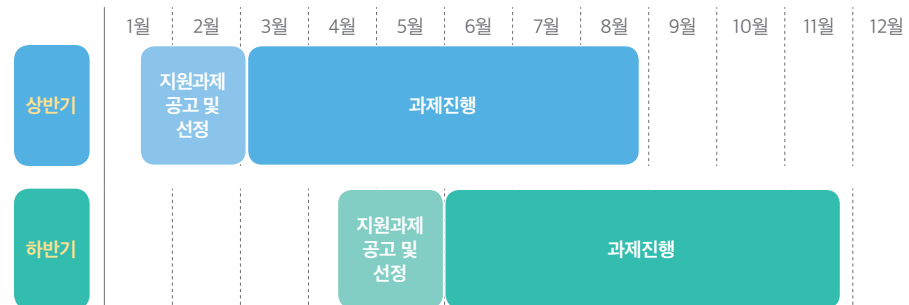 1월 2월 3월 4월 5월 6월 7월 8월 9월 10월 11월 12월
상반기
지원과제
공고 및
선정
과제진행
하반기
지원과제
공고 및
선정
과제진행